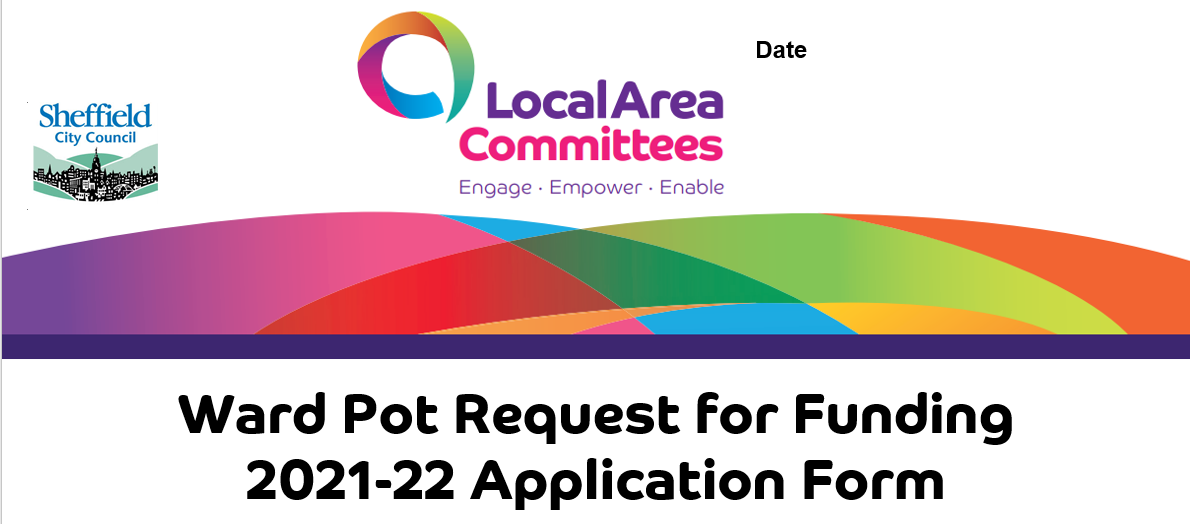 Date
Sheffield
City Council
Local Area
Committees
Engage · Empower · Enable
Ward Pot Request for Funding
2021-22 Application Form